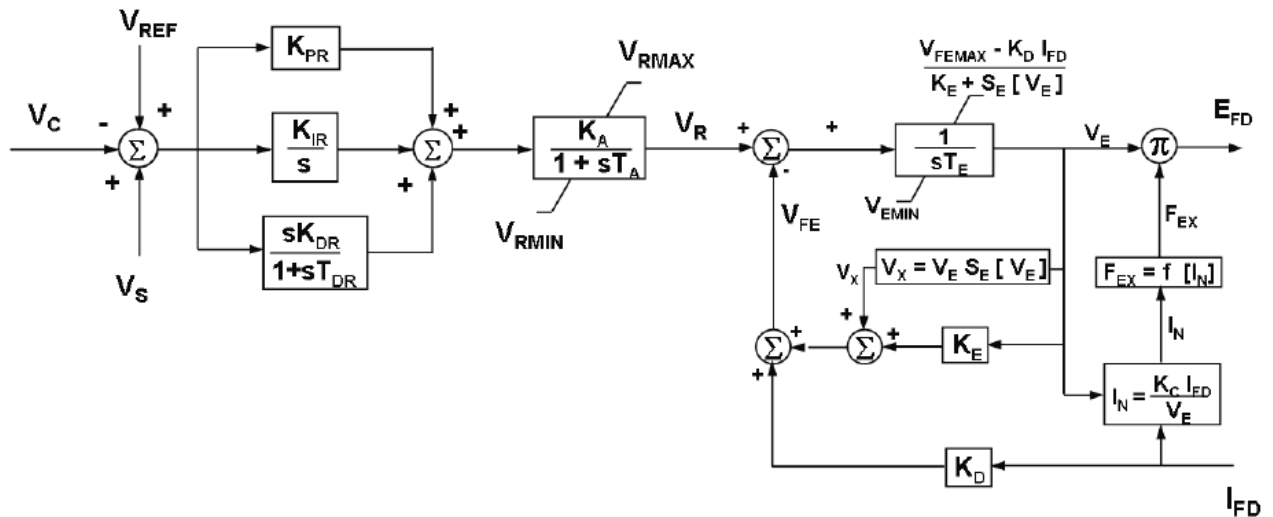 V_REF
V_C
-
+
+
Σ
V_S
K_PR
K_IR
s
sK_DR
1+sT_DR
+
+
+
Σ
V_RMAX
K_A
1 + sT_A
V_RMIN
V_R
+
Σ
-
+
V_FEMAX - K_D I_FD
K_E + S_E [ V_E]
1
sT_E
V_EMIN
V_E
π
E_FD
V_FE
F_EX
V_X
V_X = V_E S_E [ V_E]
F_EX = f [I_N]
I_N
+
+
Σ
+
+
Σ
K_E
I_N = K_C I_FD
V_E
K_D
I_FD